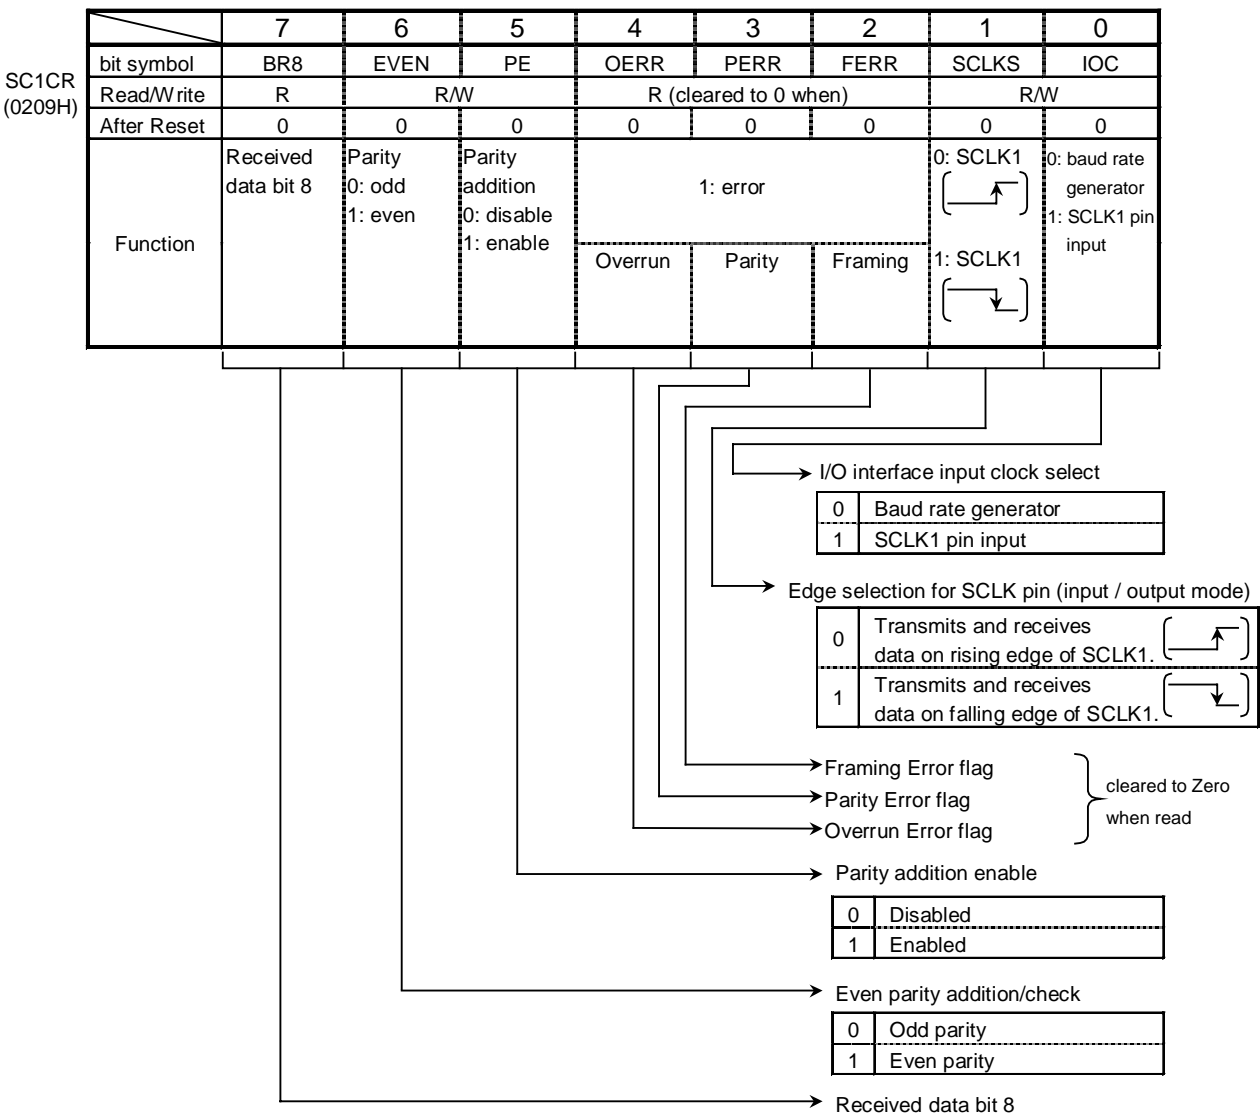 7 6 5 4 3 2 1 0
SC1CR
(0209H)
bit symbol BR8 EVEN PE OERR PERR FERR SCLKS IOC
Read/Write R R/W R (cleared to 0 when) R/W
After Reset 0 0 0 0 0 0 0 0
Function
Received
data bit 8
Parity
0: odd
1: even
Parity
addition
0: disable
1: enable
1: error
Overrun Parity Framing
0: SCLK1
1: SCLK1
0: baud rate
generator
1: SCLK1 pin
input
I/O interface input clock select
0 Baud rate generator
1 SCLK1 pin input
Edge selection for SCLK pin (input / output mode)
0 Transmits and receives
data on rising edge of SCLK1.
1 Transmits and receives
data on falling edge of SCLK1.
Framing Error flag
Parity Error flag
Overrun Error flag
cleared to Zero
when read
Parity addition enable
0 Disabled
1 Enabled
Even parity addition/check
0 Odd parity
1 Even parity
Received data bit 8